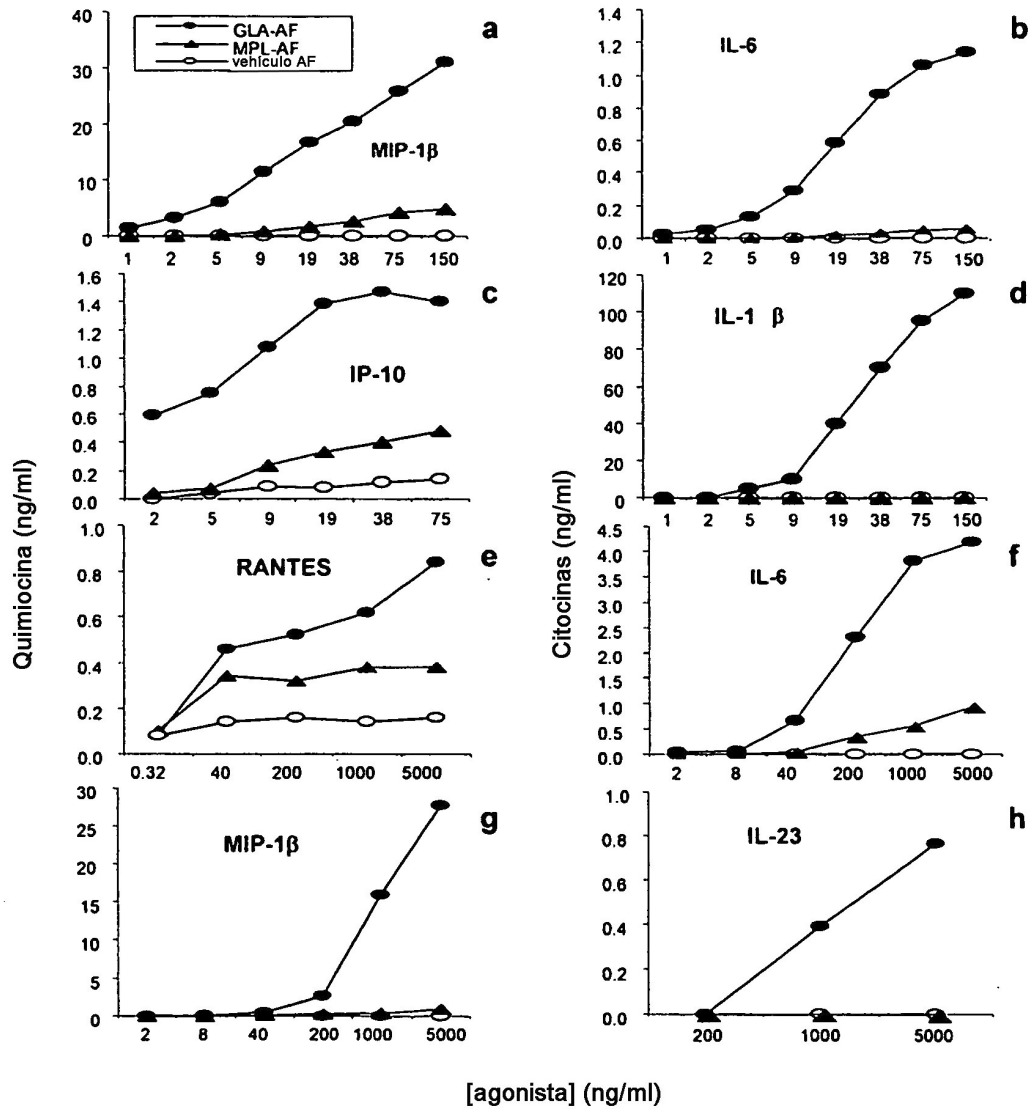 GLA-AF
MPL-AF
vehículo AF
a
40
30
20
10
0
MIP-1β
1 2 5 9 19 38 75 150
b
IL-6
1.4
1.2
1.0
0.8
0.6
0.4
0.2
0.0
1 2 5 9 19 38 75 150
c
1.6
1.4
1.2
1.0
0.8
0.6
0.4
0.2
0.0
IP-10
2 5 9 19 38 75
d
IL-1 β
120
100
80
60
40
20
0
1 2 5 9 19 38 75 150
Quimiocina (ng/ml)
Citocinas (ng/ml)
e
RANTES
1.0
0.8
0.6
0.4
0.2
0.0
0.32 40 200 1000 5000
f
IL-6
4.5
4.0
3.5
3.0
2.5
2.0
1.5
1.0
0.5
0.0
2 8 40 200 1000 5000
g
MIP-1β
30
25
20
15
10
5
0
2 8 40 200 1000 5000
h
IL-23
1.0
0.8
0.6
0.4
0.2
0.0
200 1000 5000
[agonista] (ng/ml)